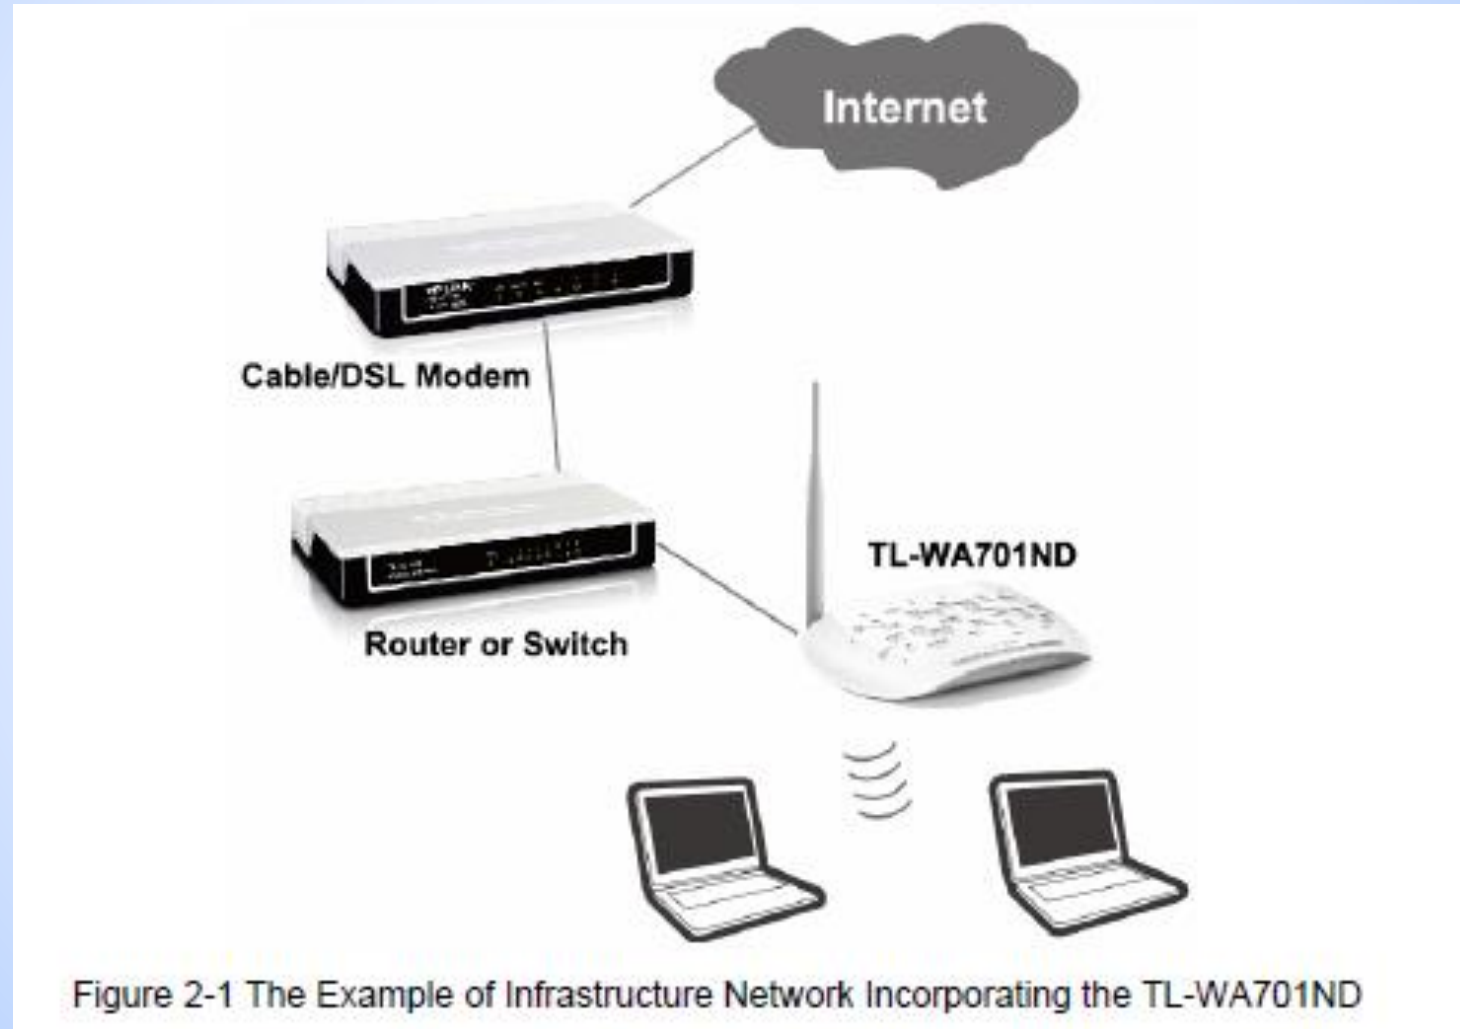 Internet
Cable/DSL Modem
TL-WA701ND
Router or Switch
Figure 2-1 The Example of Infrastructure Network Incorporating the TL-WA701ND